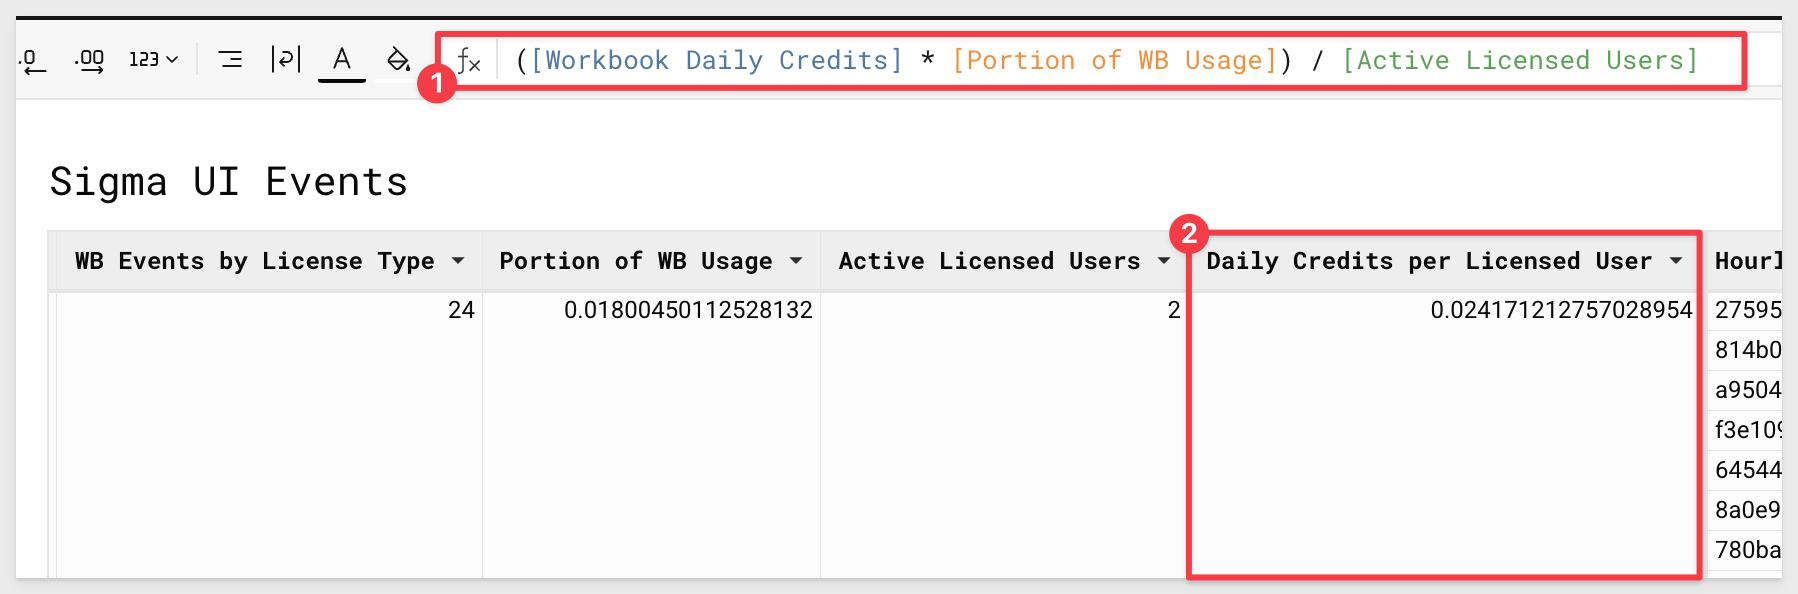 .0 .00 123 A fx ([Workbook Daily Credits] * [Portion of WB Usage]) / [Active Licensed Users]
1
Sigma UI Events
2
WB Events by License Type Portion of WB Usage Active Licensed Users Daily Credits per Licensed User Hourl
24 0.01800450112528132 2 0.024171212757028954 27595
814b0
a9504
f3e109
64544
8a0e9
780ba